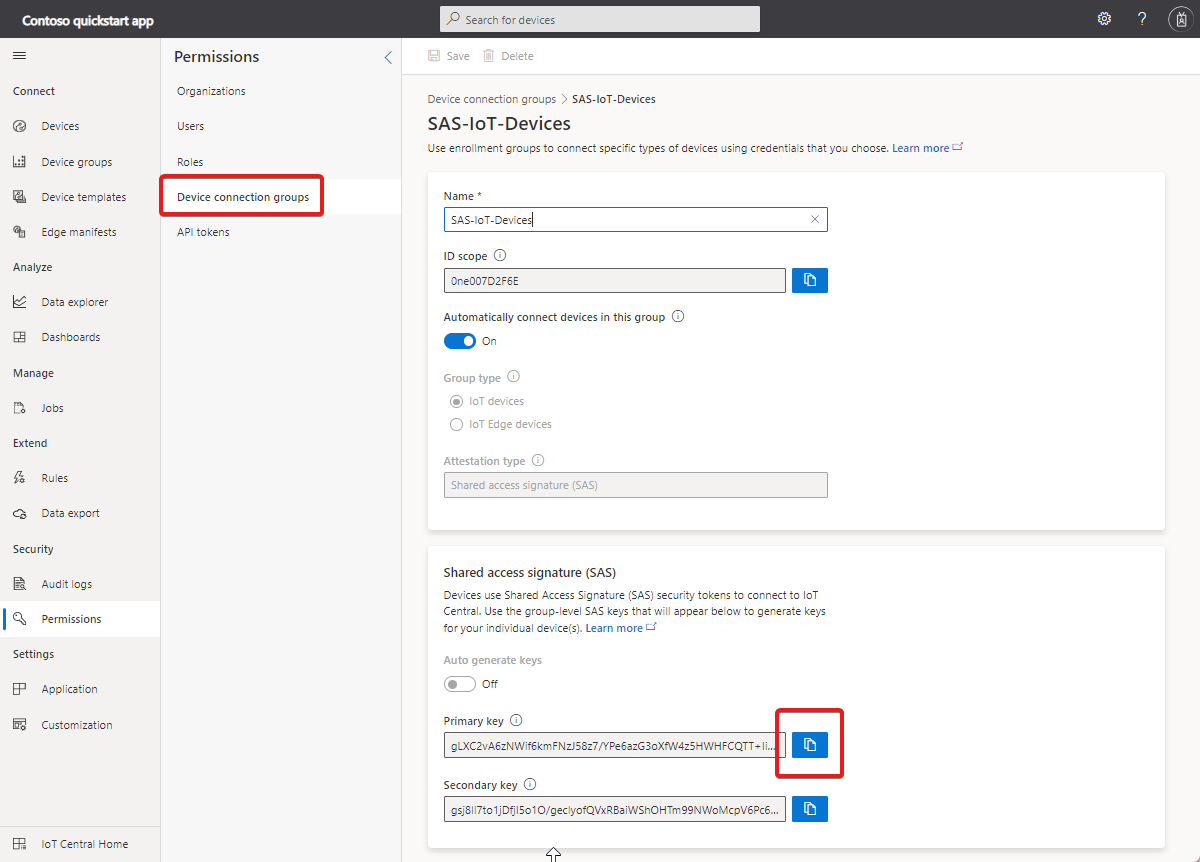 Contoso quickstart app
Search for devices
?
Connect
Devices
Device groups
Device templates
Edge manifests
Analyze
Data explorer
Dashboards
Manage
Jobs
Extend
Rules
Data export
Security
Audit logs
Permissions
Settings
Application
Customization
IoT Central Home
Permissions
Organizations
Users
Roles
Device connection groups
API tokens
Save
Delete
Device connection groups > SAS-IoT-Devices
SAS-IoT-Devices
Use enrollment groups to connect specific types of devices using credentials that you choose. Learn more
Name *
SAS-IoT-Devices
ID scope
0ne007D2F6E
Automatically connect devices in this group
On
Group type
IoT devices
IoT Edge devices
Attestation type
Shared access signature (SAS)
Shared access signature (SAS)
Devices use Shared Access Signature (SAS) security tokens to connect to IoT
Central. Use the group-level SAS keys that will appear below to generate keys
for your individual device(s). Learn more
Auto generate keys
Off
Primary key
gLXC2vA6zNWif6kmFNzJ58z7/YPe6azG3oXfW4z5HWHFCQTT+Ii...
Secondary key
gsj8II7to1jDfjI5o1O/gecIyofQVxRBaiWShOHTm99NWoMcpV6Pc6...